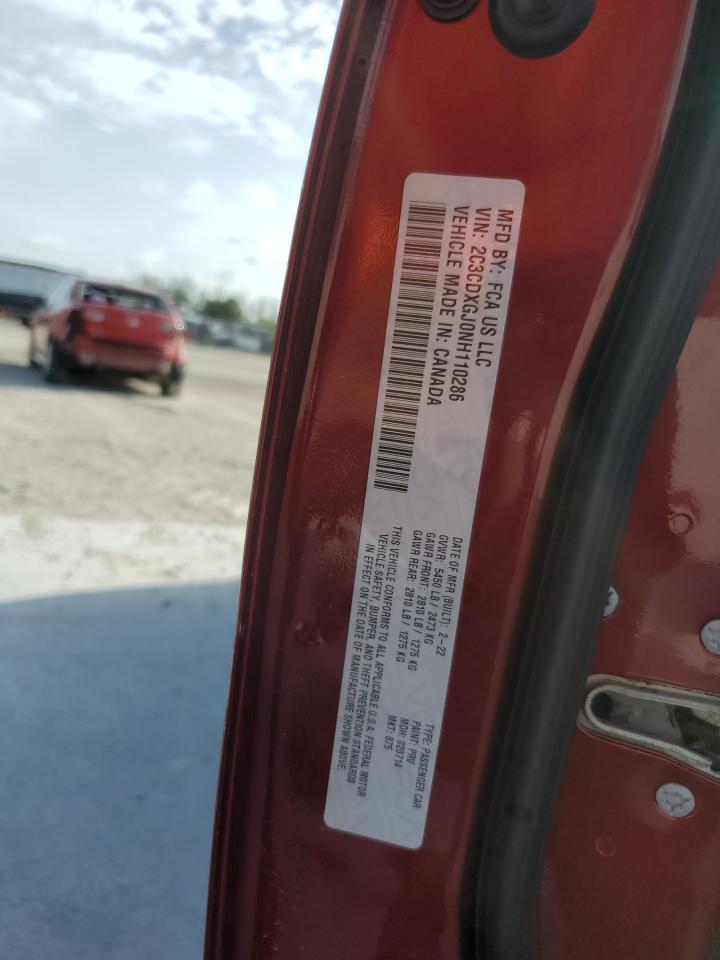 MFD BY: FCA US LLC
VIN: 2C3CDXGJ0NH110286
VEHICLE MADE IN: CANADA
DATE OF MFR (BUILT): 2-22
GVWR: 5450 LB / 2473 KG
GAWR FRONT: 2810 LB / 1275 KG
GAWR REAR: 2810 LB / 1275 KG
THIS VEHICLE CONFORMS TO ALL APPLICABLE U.S.A. FEDERAL MOTOR
VEHICLE SAFETY, BUMPER, AND THEFT PREVENTION STANDARDS
IN EFFECT ON THE DATE OF MANUFACTURE SHOWN ABOVE.
TYPE: PASSENGER CAR
PAINT: PRV
MDH: 020714
MKT: 875